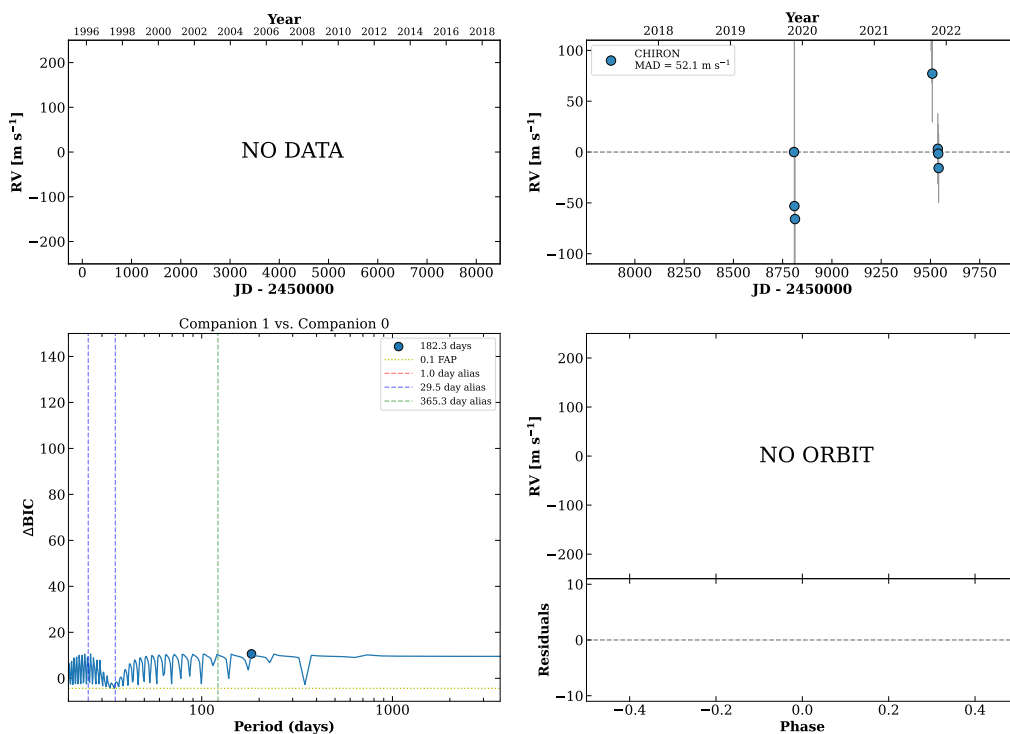 Year
1996 1998 2000 2002 2004 2006 2008 2010 2012 2014 2016 2018
RV [m s⁻¹]
200
100
0
−100
−200
NO DATA
0 1000 2000 3000 4000 5000 6000 7000 8000
JD - 2450000
Year
2018 2019 2020 2021 2022
RV [m s⁻¹]
100
50
0
−50
−100
CHIRON
MAD = 52.1 m s⁻¹
8000 8250 8500 8750 9000 9250 9500 9750
JD - 2450000
Companion 1 vs. Companion 0
ΔBIC
140
120
100
80
60
40
20
0
182.3 days
0.1 FAP
1.0 day alias
29.5 day alias
365.3 day alias
100 1000
Period (days)
RV [m s⁻¹]
200
100
0
−100
−200
NO ORBIT
Residuals
10
0
−10
−0.4 −0.2 0.0 0.2 0.4
Phase